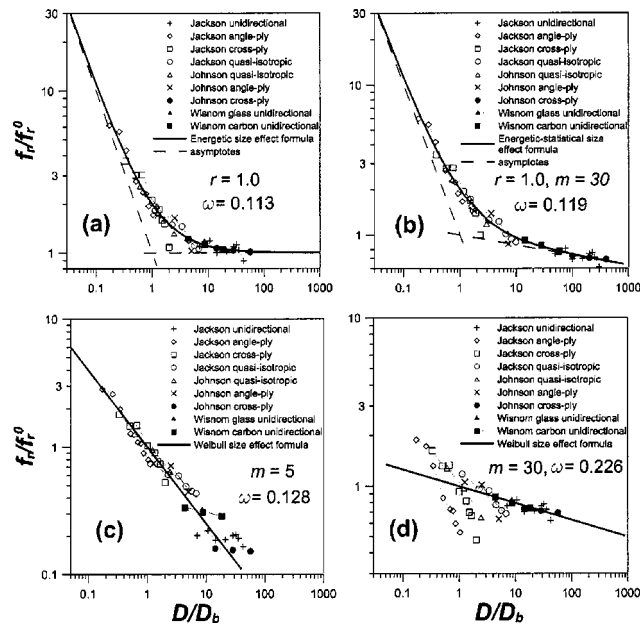 30
10
3
1
f_r/f_r^0
Jackson unidirectional
Jackson angle-ply
Jackson cross-ply
Jackson quasi-isotropic
Johnson quasi-isotropic
Johnson angle-ply
Johnson cross-ply
Wisnom glass unidirectional
Wisnom carbon unidirectional
Energetic size effect formula
asymptotes
r = 1.0
ω = 0.113
(a)
0.1 1 10 100 1000
30
10
3
1
Jackson unidirectional
Jackson angle-ply
Jackson cross-ply
Jackson quasi-isotropic
Johnson quasi-isotropic
Johnson angle-ply
Johnson cross-ply
Wisnom glass unidirectional
Wisnom carbon unidirectional
Energetic-statistical size
effect formula
asymptotes
r = 1.0, m = 30
ω = 0.119
(b)
0.1 1 10 100 1000
10
3
1
0.3
0.1
f_r/f_r^0
Jackson unidirectional
Jackson angle-ply
Jackson cross-ply
Jackson quasi-isotropic
Johnson quasi-isotropic
Johnson angle-ply
Johnson cross-ply
Wisnom glass unidirectional
Wisnom carbon unidirectional
Weibull size effect formula
m = 5
ω = 0.128
(c)
0.1 1 10 100 1000
D/D_b
10
3
1
0.5
Jackson unidirectional
Jackson angle-ply
Jackson cross-ply
Jackson quasi-isotropic
Johnson quasi-isotropic
Johnson angle-ply
Johnson cross-ply
Wisnom glass unidirectional
Wisnom carbon unidirectional
Weibull size effect formula
m = 30, ω = 0.226
(d)
0.1 1 10 100 1000
D/D_b